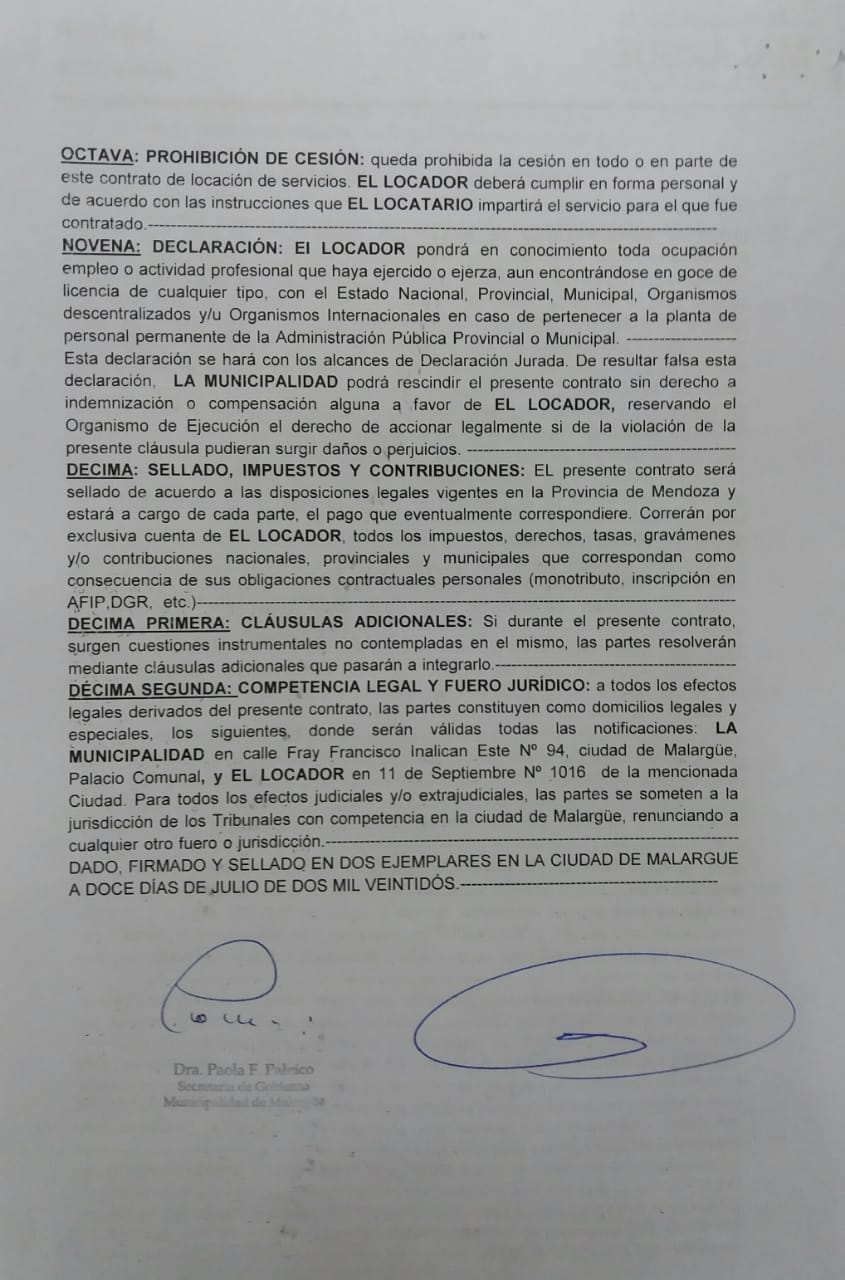 OCTAVA: PROHIBICIÓN DE CESIÓN: queda prohibida la cesión en todo o en parte de
este contrato de locación de servicios. EL LOCADOR deberá cumplir en forma personal y
de acuerdo con las instrucciones que EL LOCATARIO impartirá el servicio para el que fue
contratado.------------------------------------------------------------------------------------------
NOVENA: DECLARACIÓN: El LOCADOR pondrá en conocimiento toda ocupación
empleo o actividad profesional que haya ejercido o ejerza, aun encontrándose en goce de
licencia de cualquier tipo, con el Estado Nacional, Provincial, Municipal, Organismos
descentralizados y/u Organismos Internacionales en caso de pertenecer a la planta de
personal permanente de la Administración Pública Provincial o Municipal. -----------------
Esta declaración se hará con los alcances de Declaración Jurada. De resultar falsa esta
declaración, LA MUNICIPALIDAD podrá rescindir el presente contrato sin derecho a
indemnización o compensación alguna a favor de EL LOCADOR, reservando el
Organismo de Ejecución el derecho de accionar legalmente si de la violación de la
presente cláusula pudieran surgir daños o perjuicios. ------------------------------------------
DECIMA: SELLADO, IMPUESTOS Y CONTRIBUCIONES: EL presente contrato será
sellado de acuerdo a las disposiciones legales vigentes en la Provincia de Mendoza y
estará a cargo de cada parte, el pago que eventualmente correspondiere. Correrán por
exclusiva cuenta de EL LOCADOR, todos los impuestos, derechos, tasas, gravámenes
y/o contribuciones nacionales, provinciales y municipales que correspondan como
consecuencia de sus obligaciones contractuales personales (monotributo, inscripción en
AFIP,DGR, etc.)-----------------------------------------------------------------------------------
DECIMA PRIMERA: CLÁUSULAS ADICIONALES: Si durante el presente contrato,
surgen cuestiones instrumentales no contempladas en el mismo, las partes resolverán
mediante cláusulas adicionales que pasarán a integrarlo.--------------------------------------
DÉCIMA SEGUNDA: COMPETENCIA LEGAL Y FUERO JURÍDICO: a todos los efectos
legales derivados del presente contrato, las partes constituyen como domicilios legales y
especiales, los siguientes, donde serán válidas todas las notificaciones: LA
MUNICIPALIDAD en calle Fray Francisco Inalican Este Nº 94, ciudad de Malargüe,
Palacio Comunal, y EL LOCADOR en 11 de Septiembre Nº 1016 de la mencionada
Ciudad. Para todos los efectos judiciales y/o extrajudiciales, las partes se someten a la
jurisdicción de los Tribunales con competencia en la ciudad de Malargüe, renunciando a
cualquier otro fuero o jurisdicción.-----------------------------------------------------------------
DADO, FIRMADO Y SELLADO EN DOS EJEMPLARES EN LA CIUDAD DE MALARGUE
A DOCE DÍAS DE JULIO DE DOS MIL VEINTIDÓS.-----------------------------------------
Dra. Paola F.
Secretaria de Gobierno
Municipalidad de Malargüe